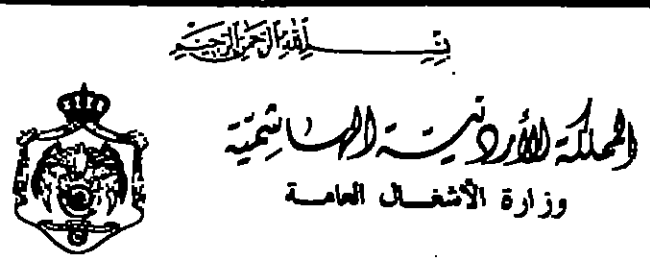 بسم الله الرحمن الرحيم
المملكة الأردنية الهاشمية
وزارة الأشغال العامة